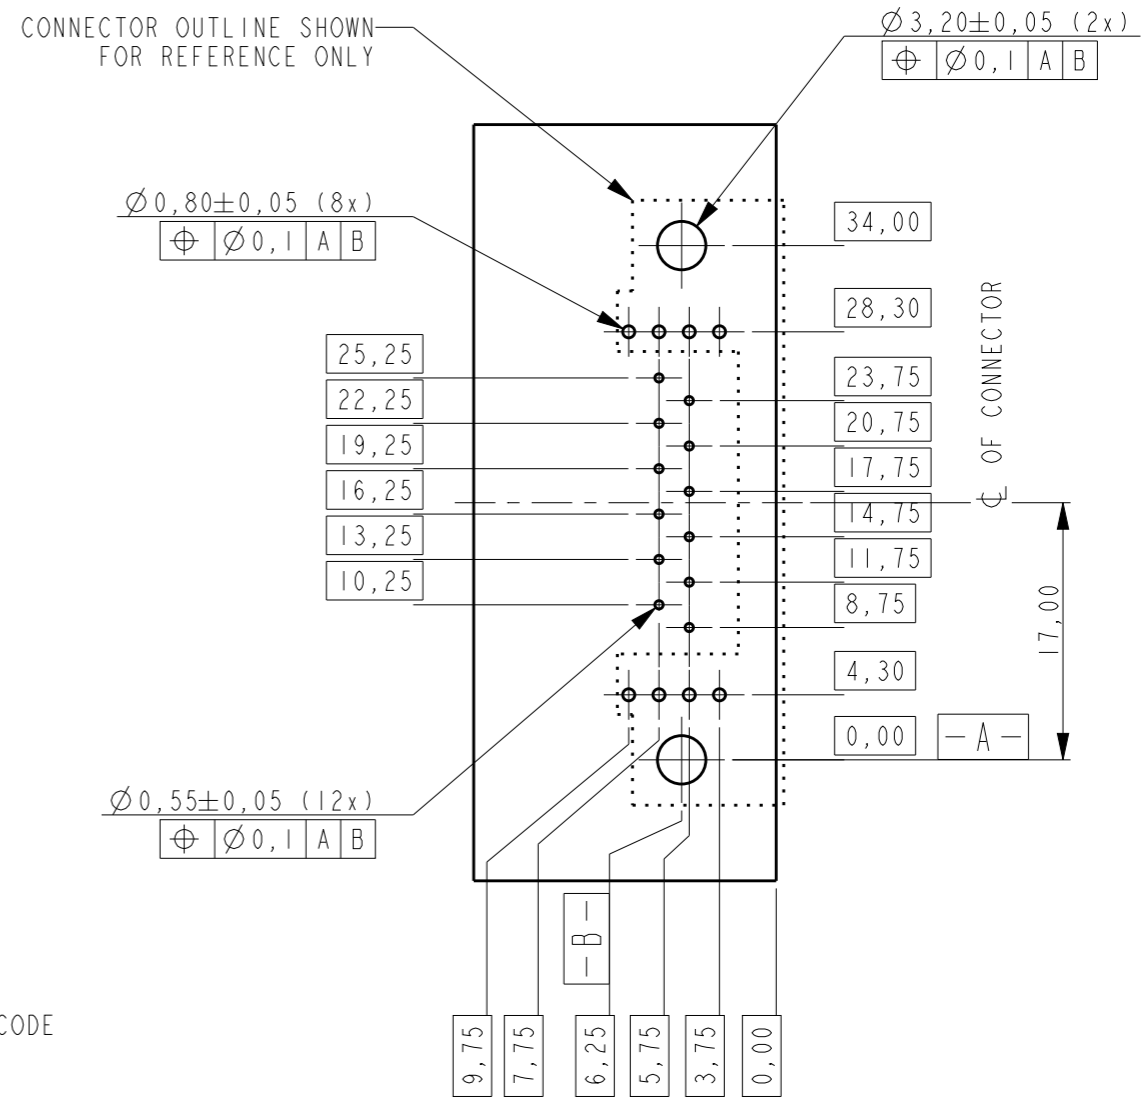 CONNECTOR OUTLINE SHOWN
FOR REFERENCE ONLY
Ø3,20±0,05 (2x)
⌖ Ø0,1 A B
Ø0,80±0,05 (8x)
⌖ Ø0,1 A B
34,00
28,30
25,25
22,25
19,25
16,25
13,25
10,25
23,75
20,75
17,75
14,75
11,75
8,75
4,30
0,00
-A-
℄ OF CONNECTOR
17,00
Ø0,55±0,05 (12x)
⌖ Ø0,1 A B
-B-
CODE
9,75
7,75
6,25
5,75
3,75
0,00